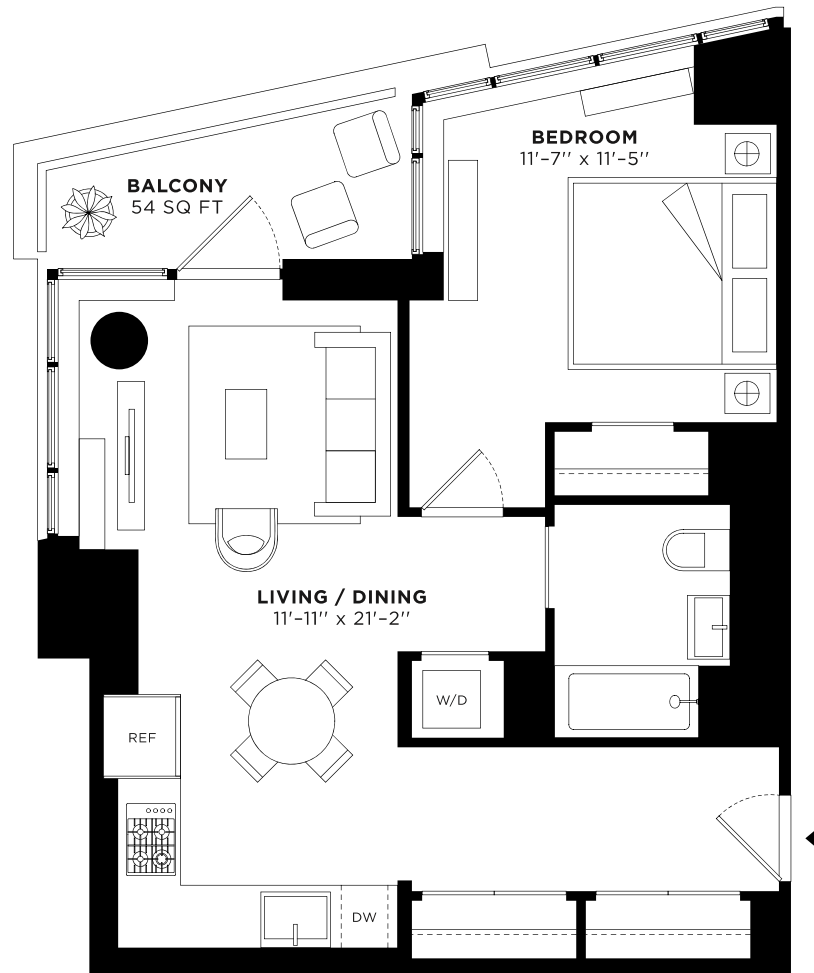 BEDROOM
11'-7'' x 11'-5''
BALCONY
54 SQ FT
LIVING / DINING
11'-11'' x 21'-2''
W/D
REF
DW